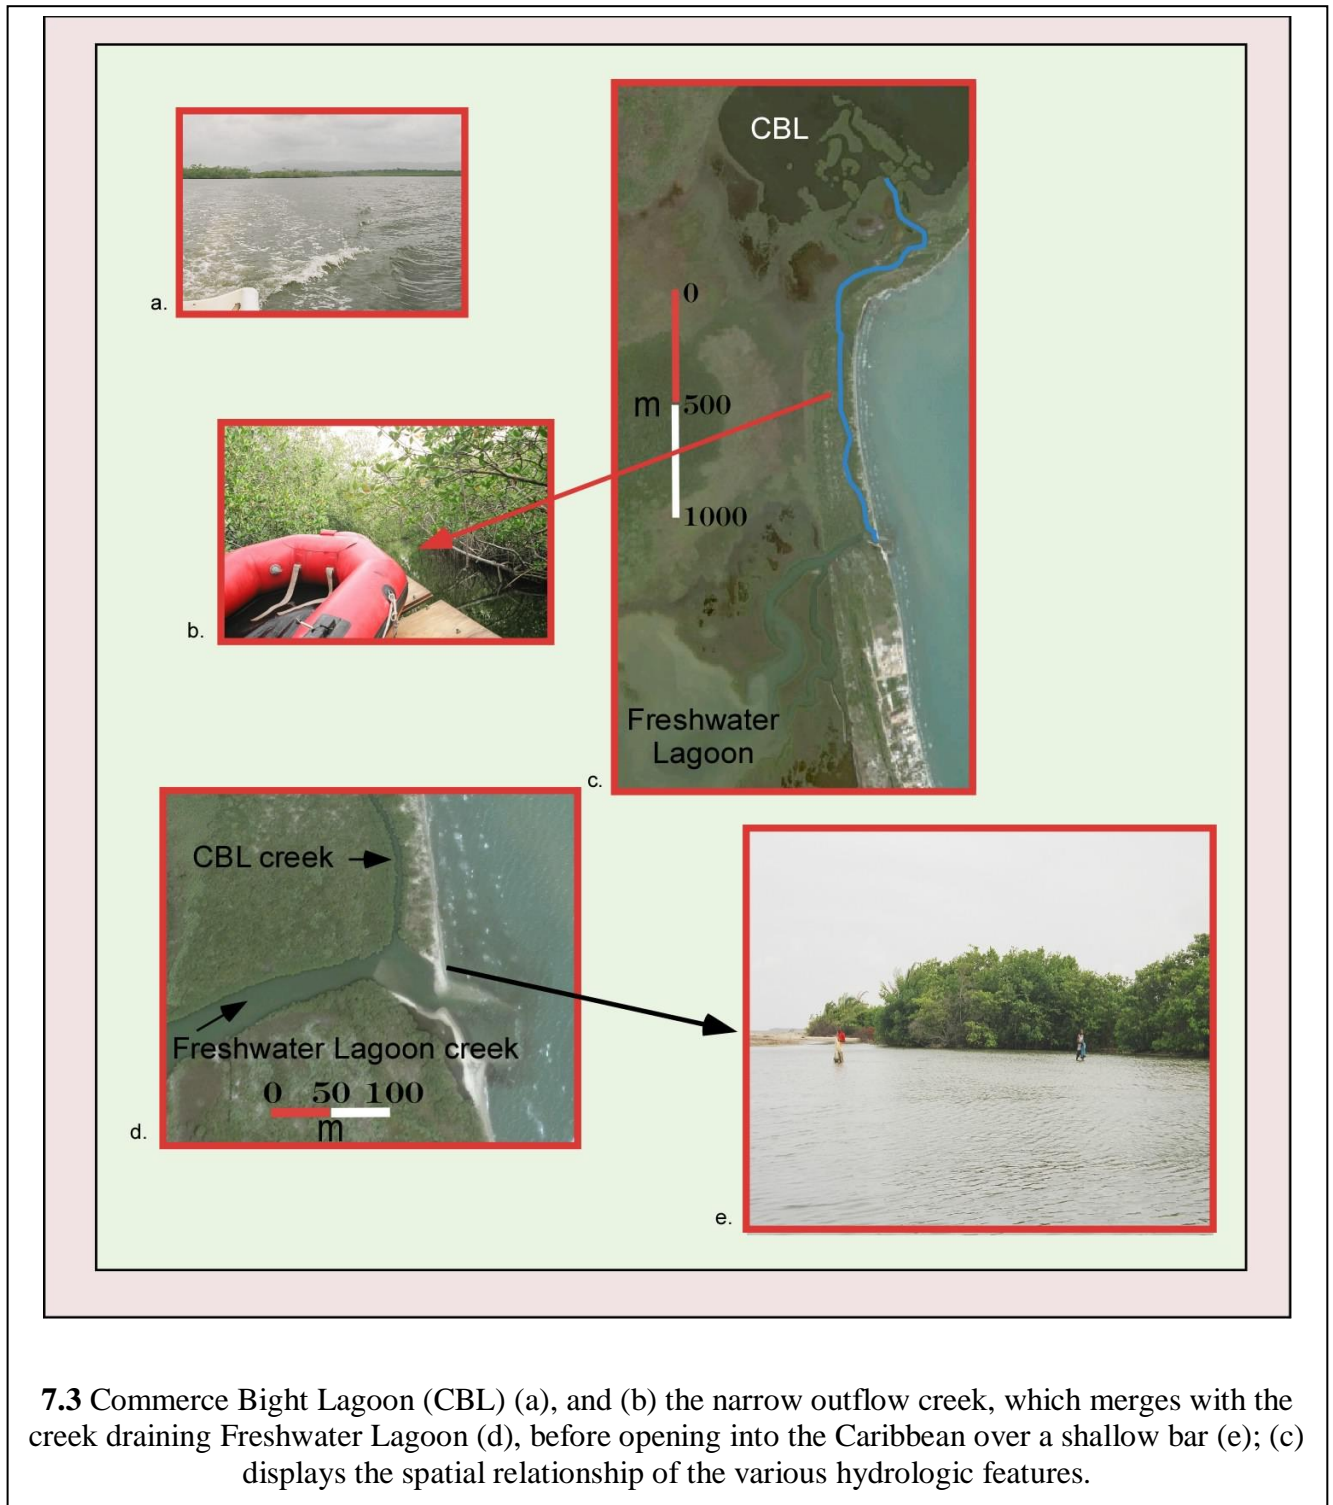 CBL
a.
0
m 500
1000
b.
Freshwater
Lagoon
c.
CBL creek
Freshwater Lagoon creek
0 50 100
m
d.
e.
7.3 Commerce Bight Lagoon (CBL) (a), and (b) the narrow outflow creek, which merges with the
creek draining Freshwater Lagoon (d), before opening into the Caribbean over a shallow bar (e); (c)
displays the spatial relationship of the various hydrologic features.